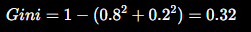 Gini = 1 − (0.8² + 0.2²) = 0.32